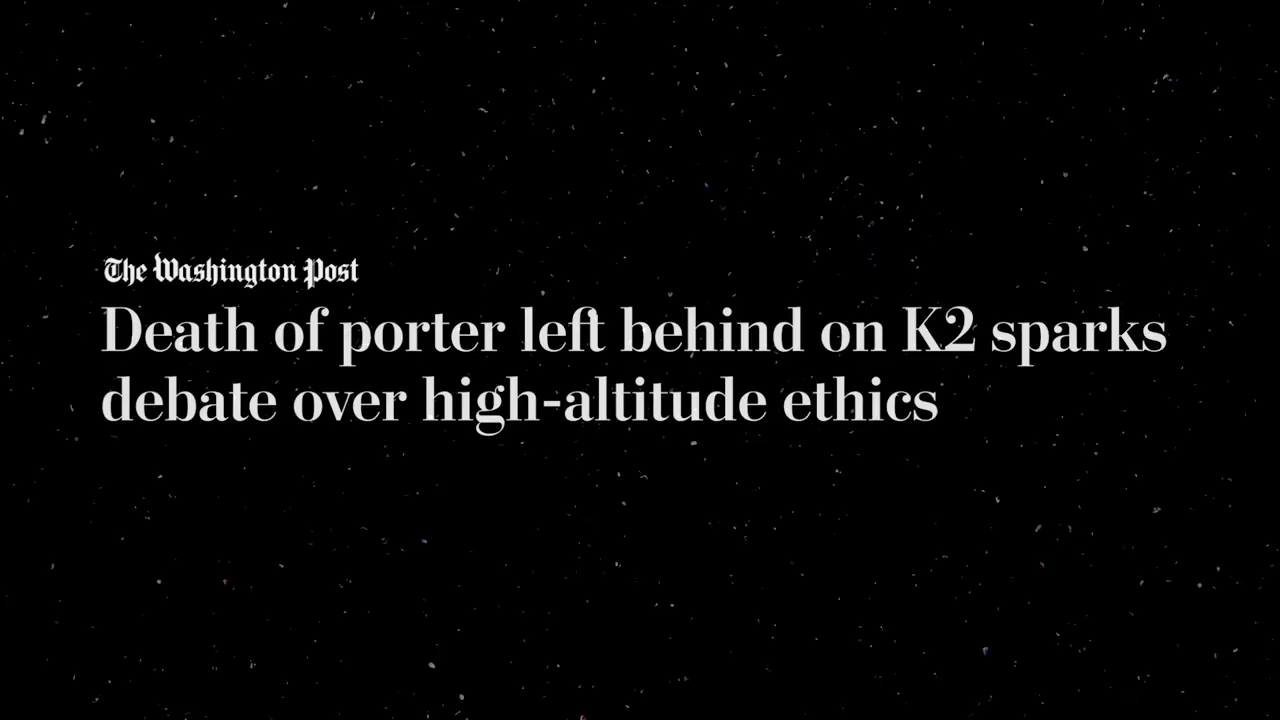 The Washington Post
Death of porter left behind on K2 sparks
debate over high-altitude ethics